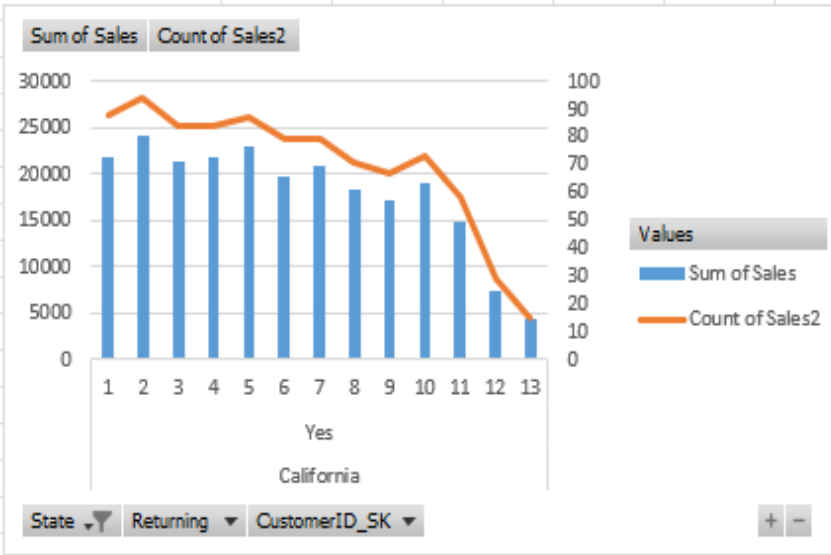 Sum of Sales Count of Sales2
30000 100
90
25000 80
20000 70
60
15000 50
40
10000 30
5000 20
10
0 0
Values
Sum of Sales
Count of Sales2
1 2 3 4 5 6 7 8 9 10 11 12 13
Yes
California
State Returning CustomerID_SK + -